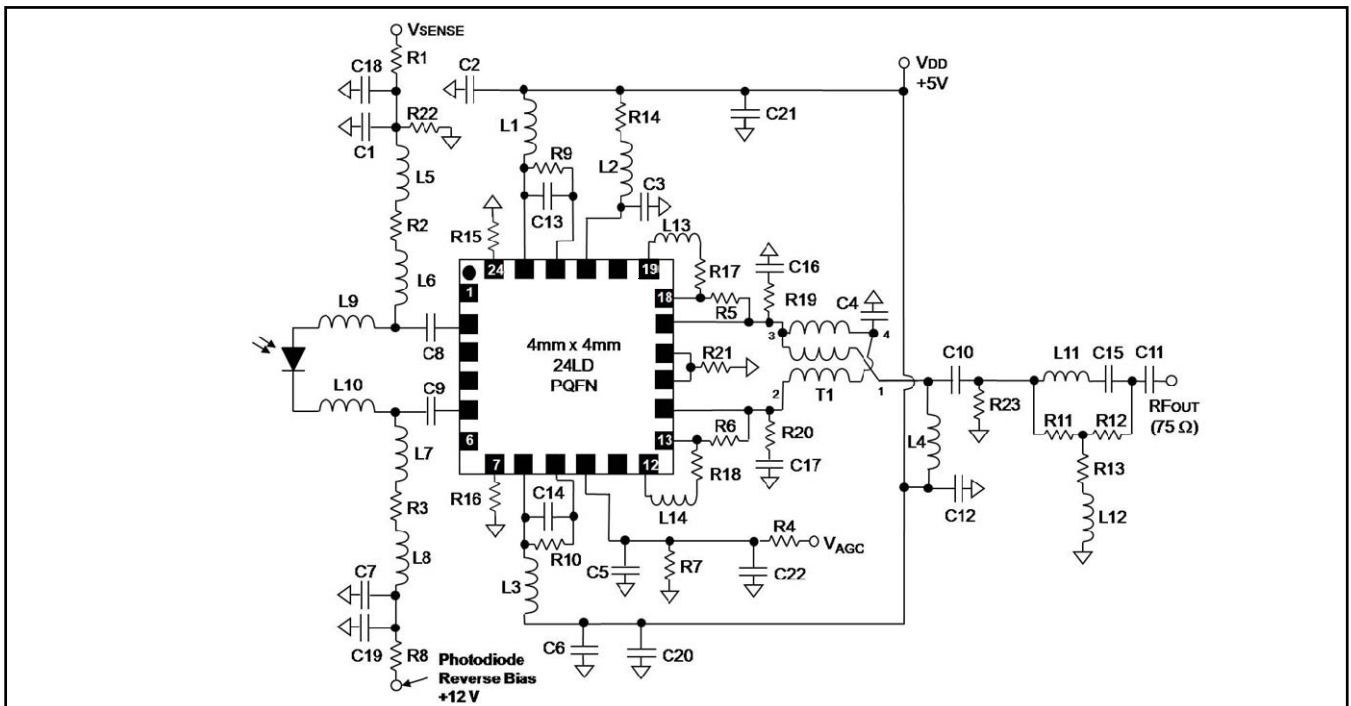 VSENSE
R1
C18
C2
VDD
+5V
R22
C1
L1
R14
C21
L5
R9
L2
C3
R2
C13
L13
R15
24
19
R17
C16
L6
1
18
R5
R19
C4
L9
C8
3
4
4mm x 4mm
24LD
PQFN
R21
C10
L11
C15
C11
L10
C9
2
T1
1
R23
RFOUT
(75 Ω)
R11
R12
6
13
R6
R20
L4
L7
7
12
R18
C17
R13
R16
C14
L14
C12
L12
R3
R10
R4
VAGC
L8
C5
R7
C22
C7
L3
C19
R8
C6
C20
Photodiode
Reverse Bias
+12 V